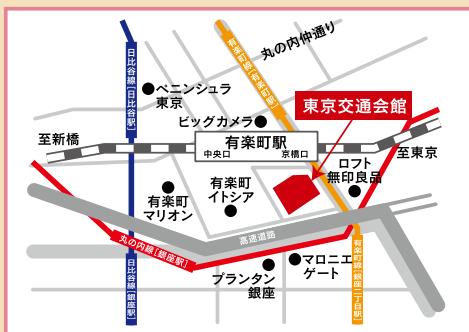 丸の内仲通り
有楽町線[有楽町駅]
日比谷線[日比谷駅]
ペニンシュラ
東京
ビッグカメラ
東京交通会館
至新橋
有楽町駅
中央口
京橋口
至東京
ロフト
無印良品
有楽町
マリオン
有楽町
イトシア
高速道路
丸の内線[銀座駅]
マロニエ
ゲート
プランタン
銀座
日比谷線[銀座駅]
有楽町線[銀座一丁目駅]